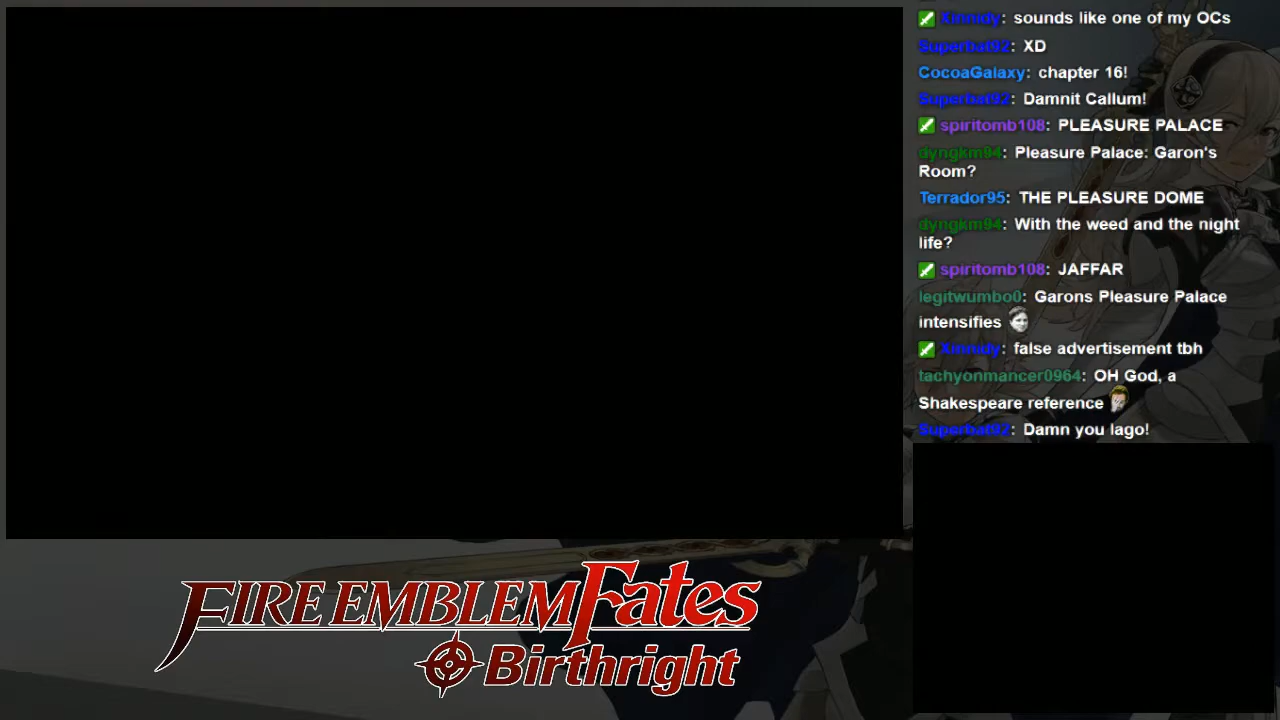 Xinnidy: sounds like one of my OCs
Superbat92: XD
CocoaGalaxy: chapter 16!
Superbat92: Damnit Callum!
spiritomb108: PLEASURE PALACE
dyngkm94: Pleasure Palace: Garon's
Room?
Terrador95: THE PLEASURE DOME
dyngkm94: With the weed and the night
life?
spiritomb108: JAFFAR
legitwumbo0: Garons Pleasure Palace
intensifies
Xinnidy: false advertisement tbh
tachyonmancer0964: OH God, a
Shakespeare reference
Superbat92: Damn you Iago!
FIRE EMBLEM Fates
Birthright